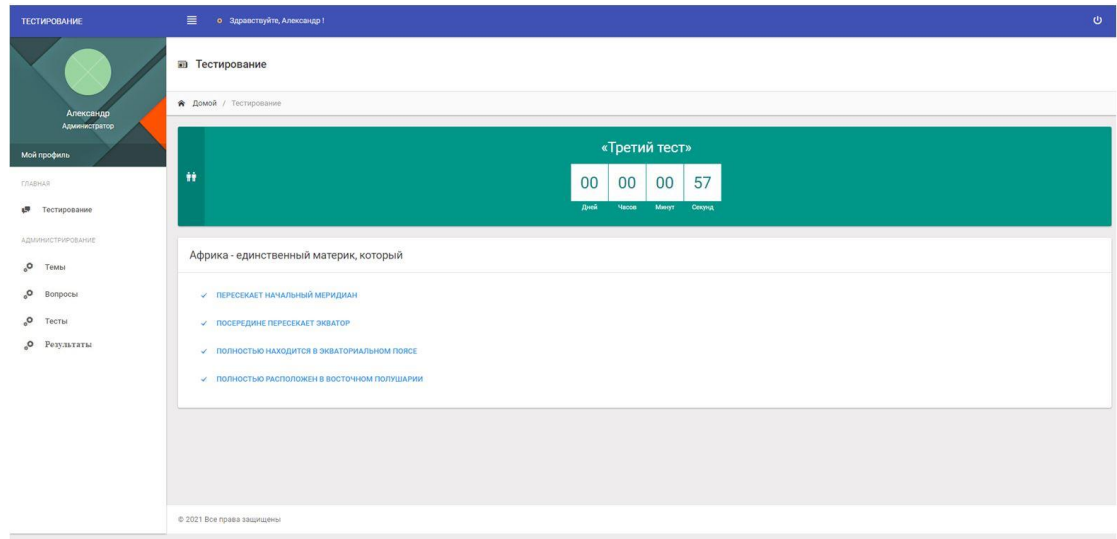 ТЕСТИРОВАНИЕ
Здравствуйте, Александр !
Александр
Администратор
Мой профиль
ГЛАВНАЯ
Тестирование
АДМИНИСТРИРОВАНИЕ
Темы
Вопросы
Тесты
Результаты
Тестирование
Домой / Тестирование
«Третий тест»
00 00 00 57
Дней Часов Минут Секунд
Африка - единственный материк, который
ПЕРЕСЕКАЕТ НАЧАЛЬНЫЙ МЕРИДИАН
ПОСЕРЕДИНЕ ПЕРЕСЕКАЕТ ЭКВАТОР
ПОЛНОСТЬЮ НАХОДИТСЯ В ЭКВАТОРИАЛЬНОМ ПОЯСЕ
ПОЛНОСТЬЮ РАСПОЛОЖЕН В ВОСТОЧНОМ ПОЛУШАРИИ
© 2021 Все права защищены